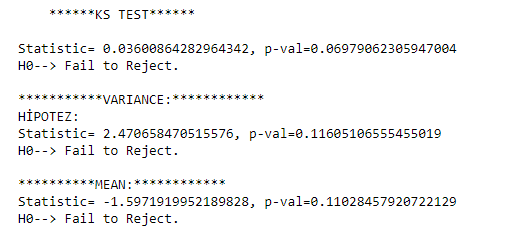 ******KS TEST******
Statistic= 0.03600864282964342, p-val=0.06979062305947004
H0--> Fail to Reject.
***********VARIANCE:************
HİPOTEZ:
Statistic= 2.470658470515576, p-val=0.11605106555455019
H0--> Fail to Reject.
**********MEAN:************
Statistic= -1.5971919952189828, p-val=0.11028457920722129
H0--> Fail to Reject.